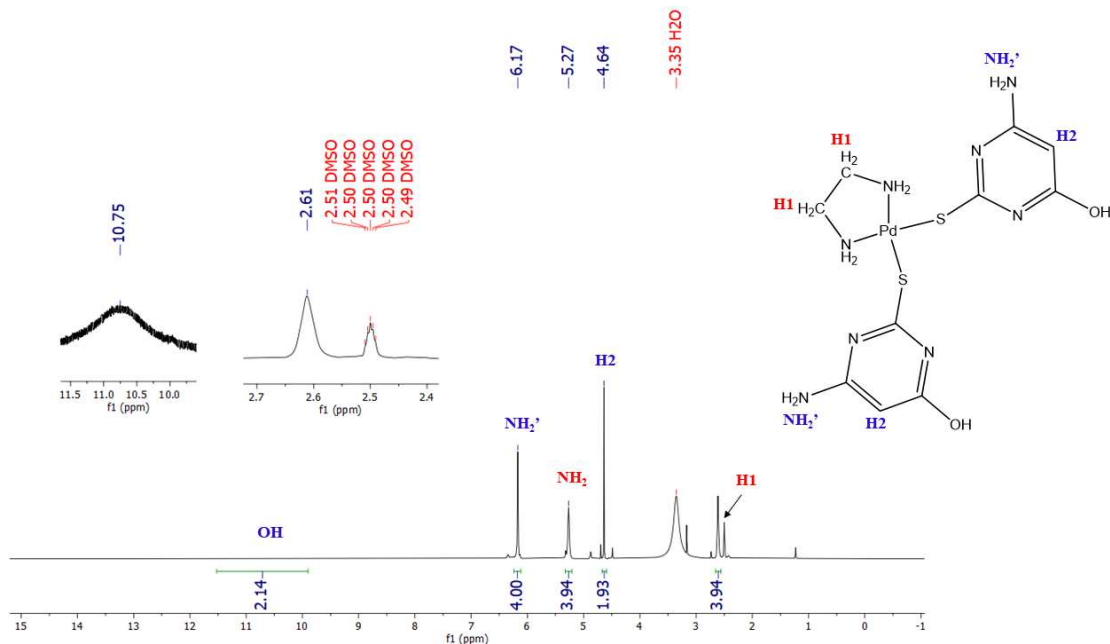 6.17
5.27
4.64
3.35 H2O
10.75
2.61
2.51 DMSO
2.50 DMSO
2.50 DMSO
2.50 DMSO
2.49 DMSO
11.5 11.0 10.5 10.0
f1 (ppm)
2.7 2.6 2.5 2.4
f1 (ppm)
NH2'
H2N
H2
N
N
OH
S
H1
H2
C
NH2
H1
H2C
N
H2
Pd
S
N
N
H2N
NH2'
H2
OH
OH
NH2'
NH2
H2
H1
2.14
4.00
3.94
1.93
3.94
15 14 13 12 11 10 9 8 7 6 5 4 3 2 1 0 -1
f1 (ppm)